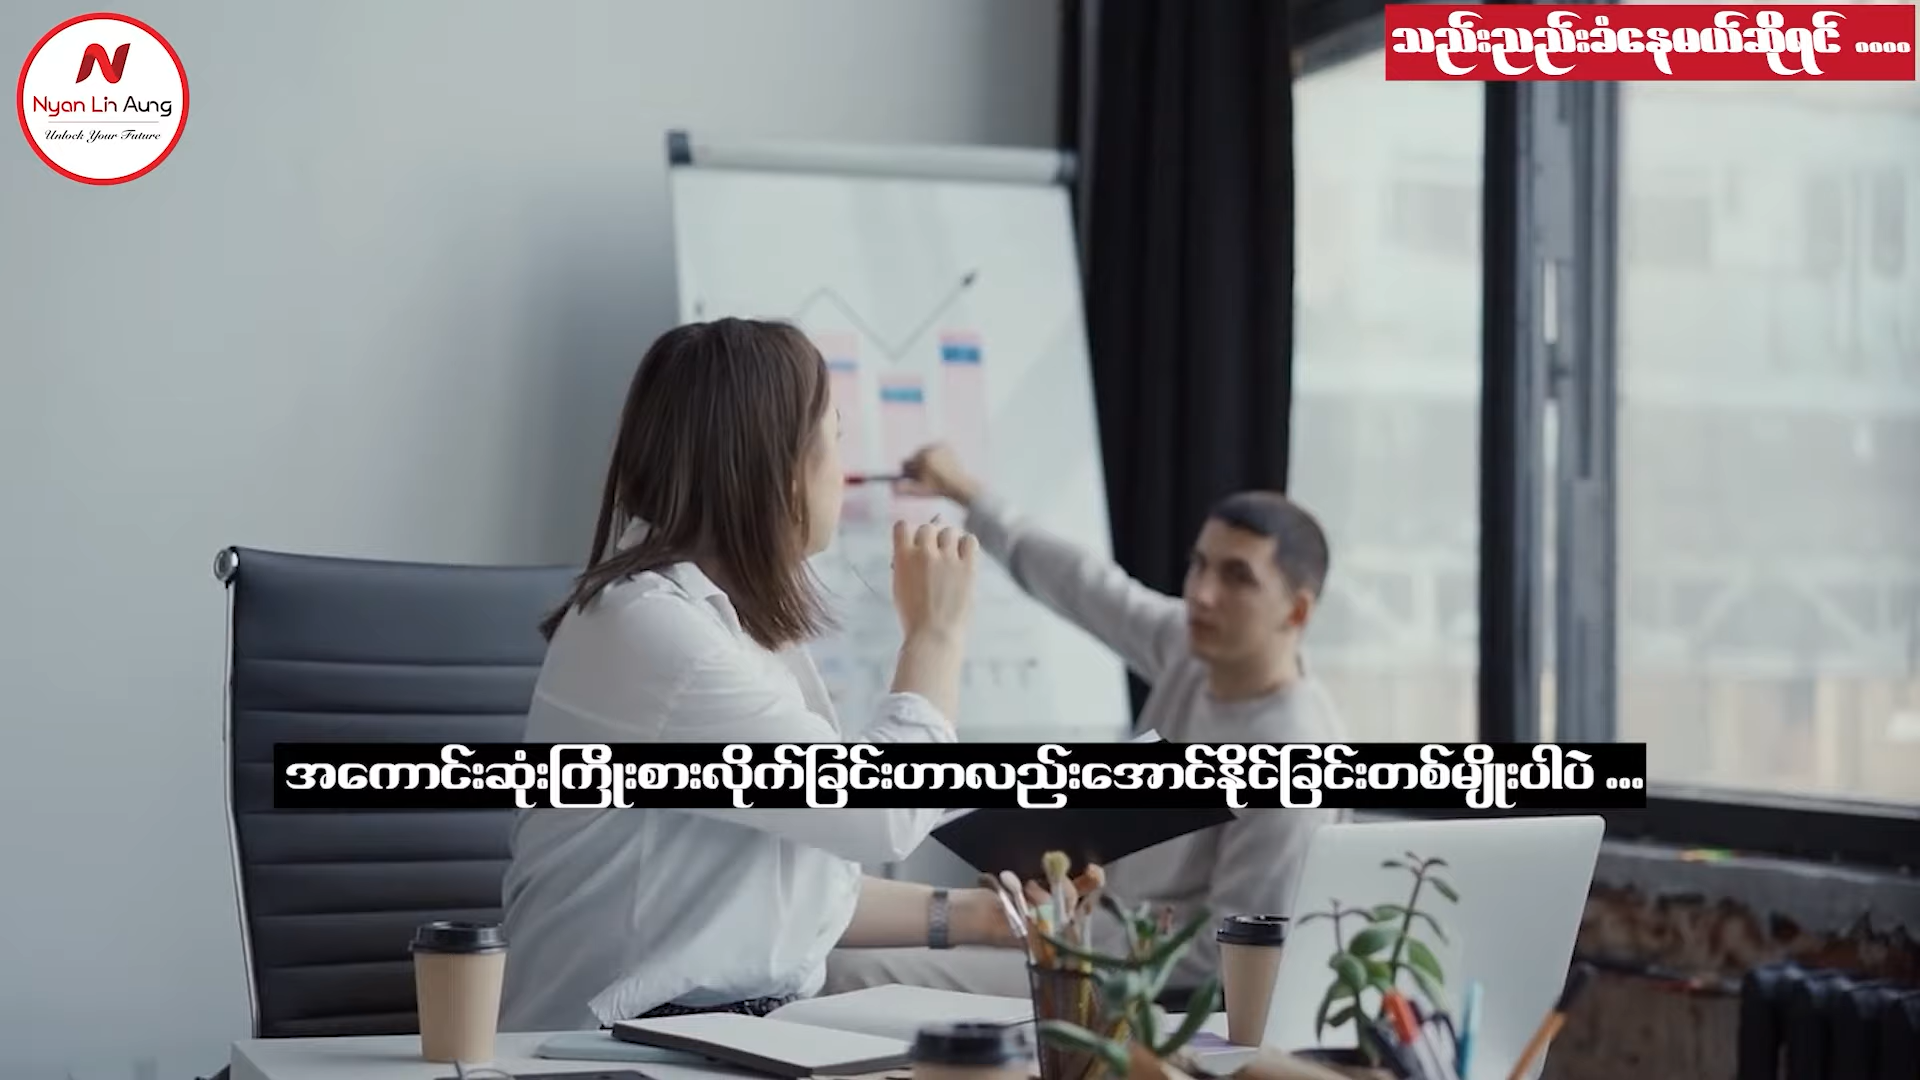 N
Nyan Lin Aung
Unlock Your Future
သည်းညည်းခံနေမယ်ဆိုရင် ....
အကောင်းဆုံးကြိုးစားလိုက်ခြင်းဟာလည်းအောင်နိုင်ခြင်းတစ်မျိုးပါပဲ ...